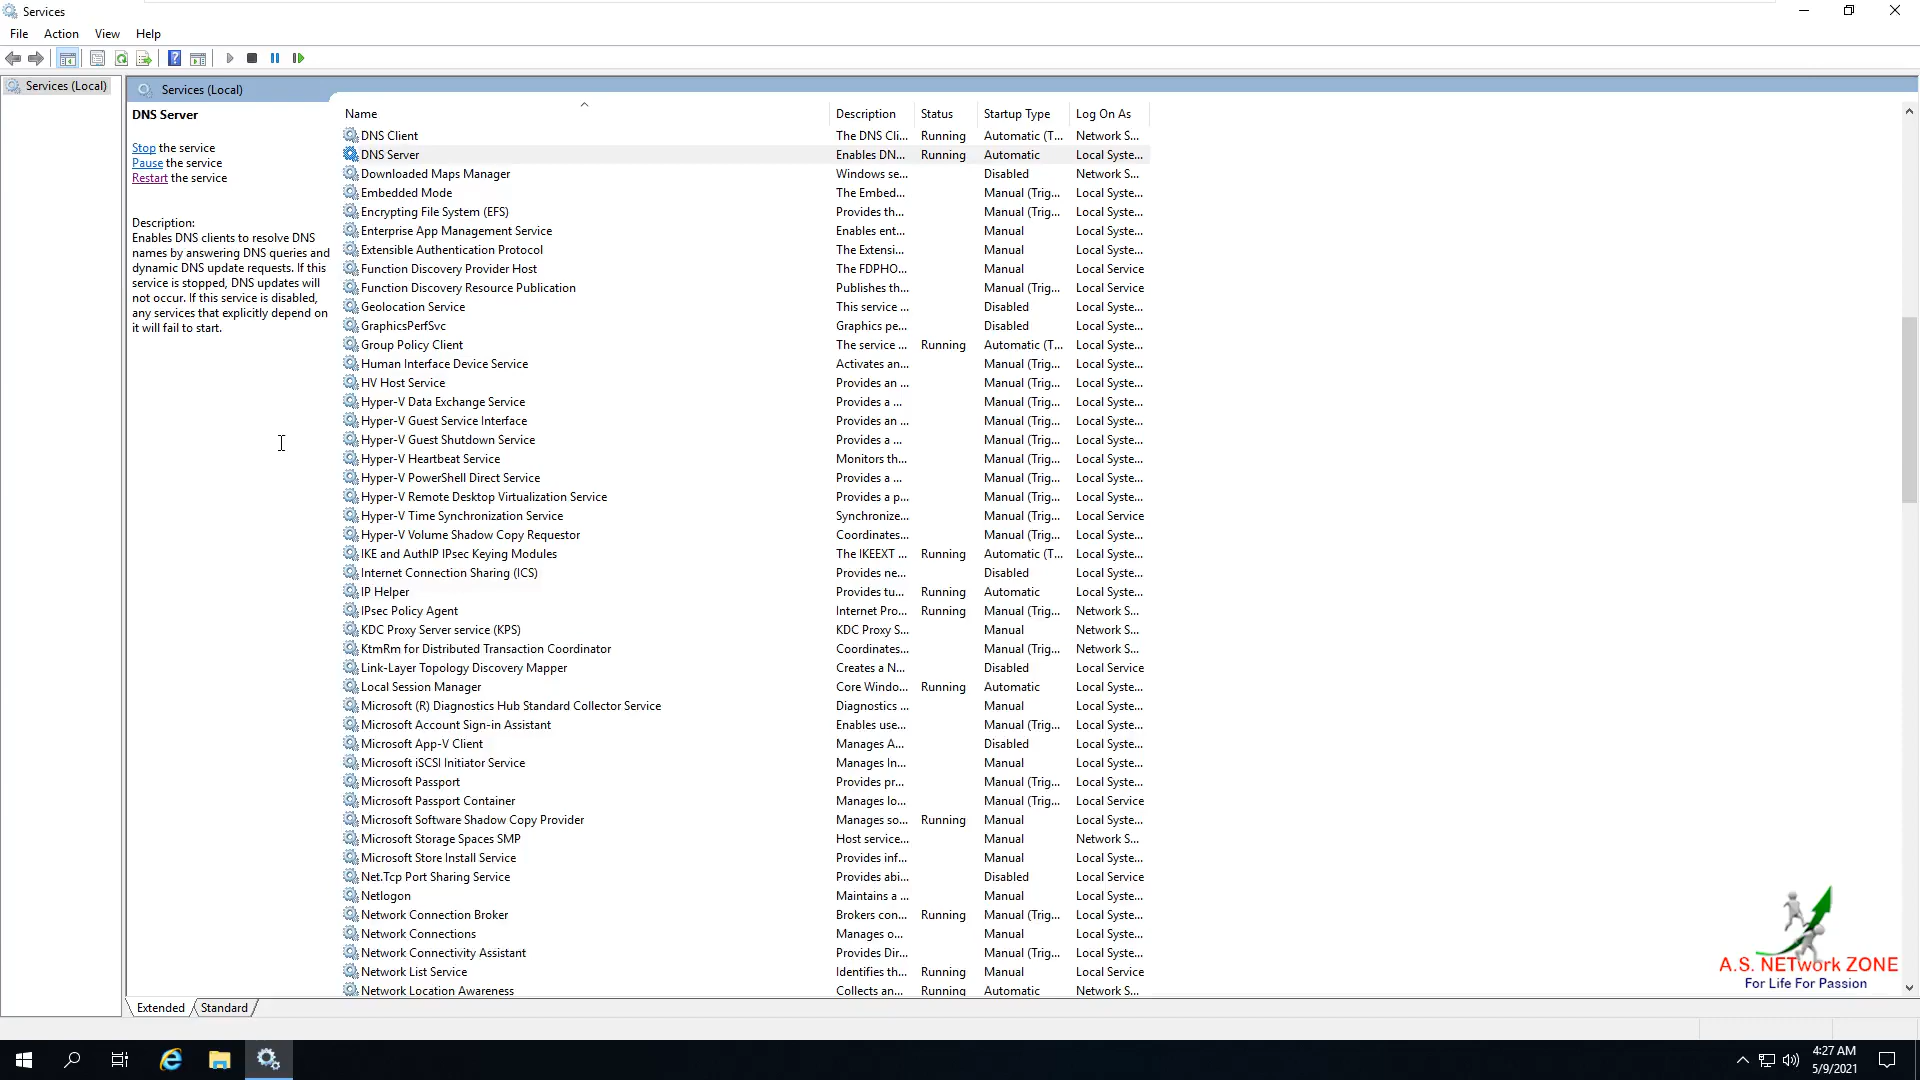 Services
File Action View Help
Services (Local)
Services (Local)
DNS Server
Stop the service
Pause the service
Restart the service
Description:
Enables DNS clients to resolve DNS
names by answering DNS queries and
dynamic DNS update requests. If this
service is stopped, DNS updates will
not occur. If this service is disabled,
any services that explicitly depend on
it will fail to start.
Name Description Status Startup Type Log On As
DNS Client The DNS Cli... Running Automatic (T... Network S...
DNS Server Enables DN... Running Automatic Local Syste...
Downloaded Maps Manager Windows se... Disabled Network S...
Embedded Mode The Embed... Manual (Trig... Local Syste...
Encrypting File System (EFS) Provides th... Manual (Trig... Local Syste...
Enterprise App Management Service Enables ent... Manual Local Syste...
Extensible Authentication Protocol The Extensi... Manual Local Syste...
Function Discovery Provider Host The FDPHO... Manual Local Service
Function Discovery Resource Publication Publishes th... Manual (Trig... Local Service
Geolocation Service This service ... Disabled Local Syste...
GraphicsPerfSvc Graphics pe... Disabled Local Syste...
Group Policy Client The service ... Running Automatic (T... Local Syste...
Human Interface Device Service Activates an... Manual (Trig... Local Syste...
HV Host Service Provides an ... Manual (Trig... Local Syste...
Hyper-V Data Exchange Service Provides a ... Manual (Trig... Local Syste...
Hyper-V Guest Service Interface Provides an ... Manual (Trig... Local Syste...
Hyper-V Guest Shutdown Service Provides a ... Manual (Trig... Local Syste...
Hyper-V Heartbeat Service Monitors th... Manual (Trig... Local Syste...
Hyper-V PowerShell Direct Service Provides a ... Manual (Trig... Local Syste...
Hyper-V Remote Desktop Virtualization Service Provides a p... Manual (Trig... Local Syste...
Hyper-V Time Synchronization Service Synchronize... Manual (Trig... Local Service
Hyper-V Volume Shadow Copy Requestor Coordinates... Manual (Trig... Local Syste...
IKE and AuthIP IPsec Keying Modules The IKEEXT ... Running Automatic (T... Local Syste...
Internet Connection Sharing (ICS) Provides ne... Disabled Local Syste...
IP Helper Provides tu... Running Automatic Local Syste...
IPsec Policy Agent Internet Pro... Running Manual (Trig... Network S...
KDC Proxy Server service (KPS) KDC Proxy S... Manual Network S...
KtmRm for Distributed Transaction Coordinator Coordinates... Manual (Trig... Network S...
Link-Layer Topology Discovery Mapper Creates a N... Disabled Local Service
Local Session Manager Core Windo... Running Automatic Local Syste...
Microsoft (R) Diagnostics Hub Standard Collector Service Diagnostics ... Manual Local Syste...
Microsoft Account Sign-in Assistant Enables use... Manual (Trig... Local Syste...
Microsoft App-V Client Manages A... Disabled Local Syste...
Microsoft iSCSI Initiator Service Manages In... Manual Local Syste...
Microsoft Passport Provides pr... Manual (Trig... Local Syste...
Microsoft Passport Container Manages lo... Manual (Trig... Local Service
Microsoft Software Shadow Copy Provider Manages so... Running Manual Local Syste...
Microsoft Storage Spaces SMP Host service... Manual Network S...
Microsoft Store Install Service Provides inf... Manual Local Syste...
Net.Tcp Port Sharing Service Provides abi... Disabled Local Service
Netlogon Maintains a ... Manual Local Syste...
Network Connection Broker Brokers con... Running Manual (Trig... Local Syste...
Network Connections Manages o... Manual Local Syste...
Network Connectivity Assistant Provides Dir... Manual (Trig... Local Syste...
Network List Service Identifies th... Running Manual Local Service
Network Location Awareness Collects an... Running Automatic Network S...
A.S. NETwork ZONE
For Life For Passion
Extended Standard
4:27 AM
5/9/2021